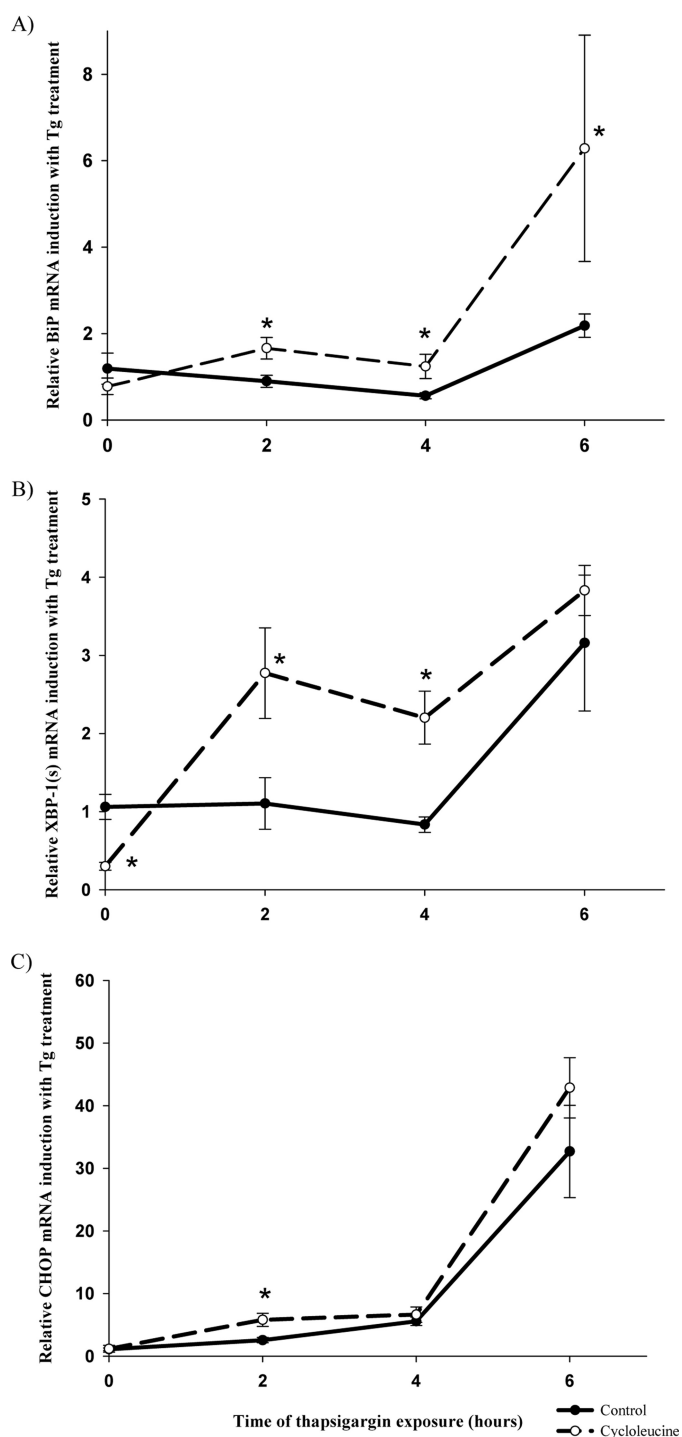 A)
Relative BiP mRNA induction with Tg treatment
8
6
4
2
0
*
*
*
0 2 4 6
B)
Relative XBP-1(s) mRNA induction with Tg treatment
5
4
3
2
1
0
*
*
*
0 2 4 6
C)
Relative CHOP mRNA induction with Tg treatment
60
50
40
30
20
10
0
*
0 2 4 6
Time of thapsigargin exposure (hours)
Control
Cycloleucine